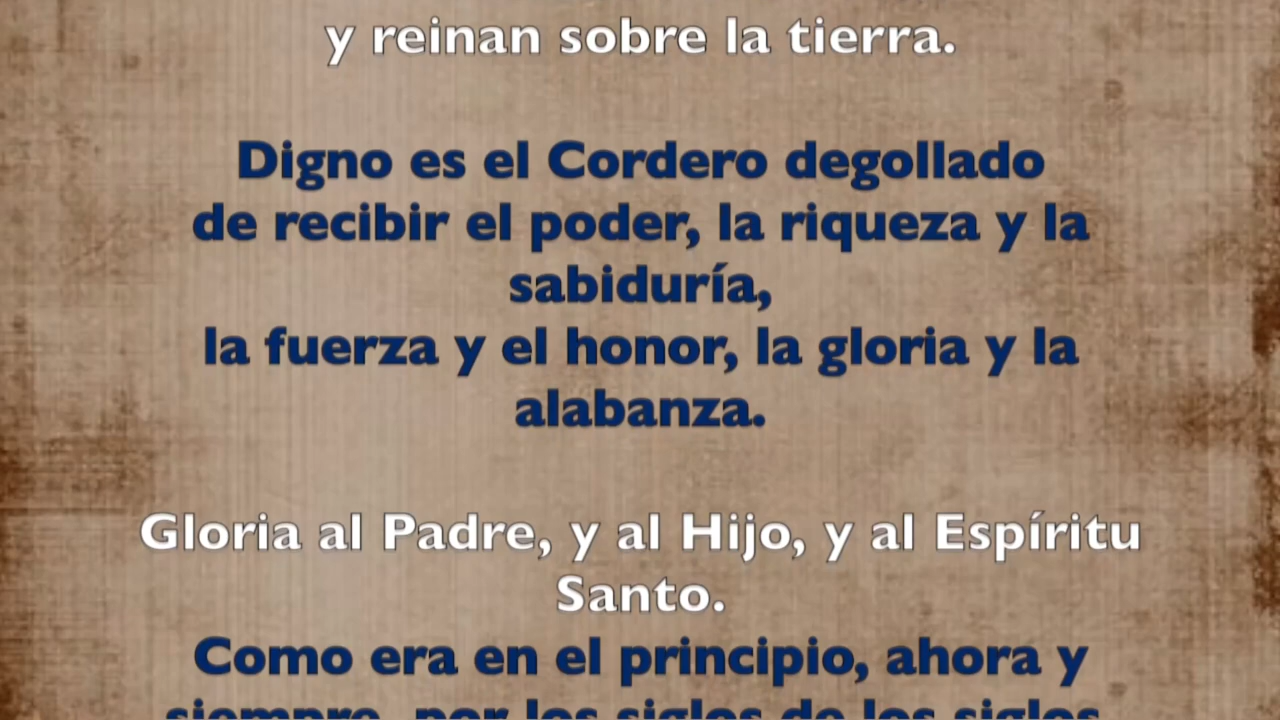 y reinan sobre la tierra.
Digno es el Cordero degollado
de recibir el poder, la riqueza y la
sabiduría,
la fuerza y el honor, la gloria y la
alabanza.
Gloria al Padre, y al Hijo, y al Espíritu
Santo.
Como era en el principio, ahora y
siempre, por los siglos de los siglos